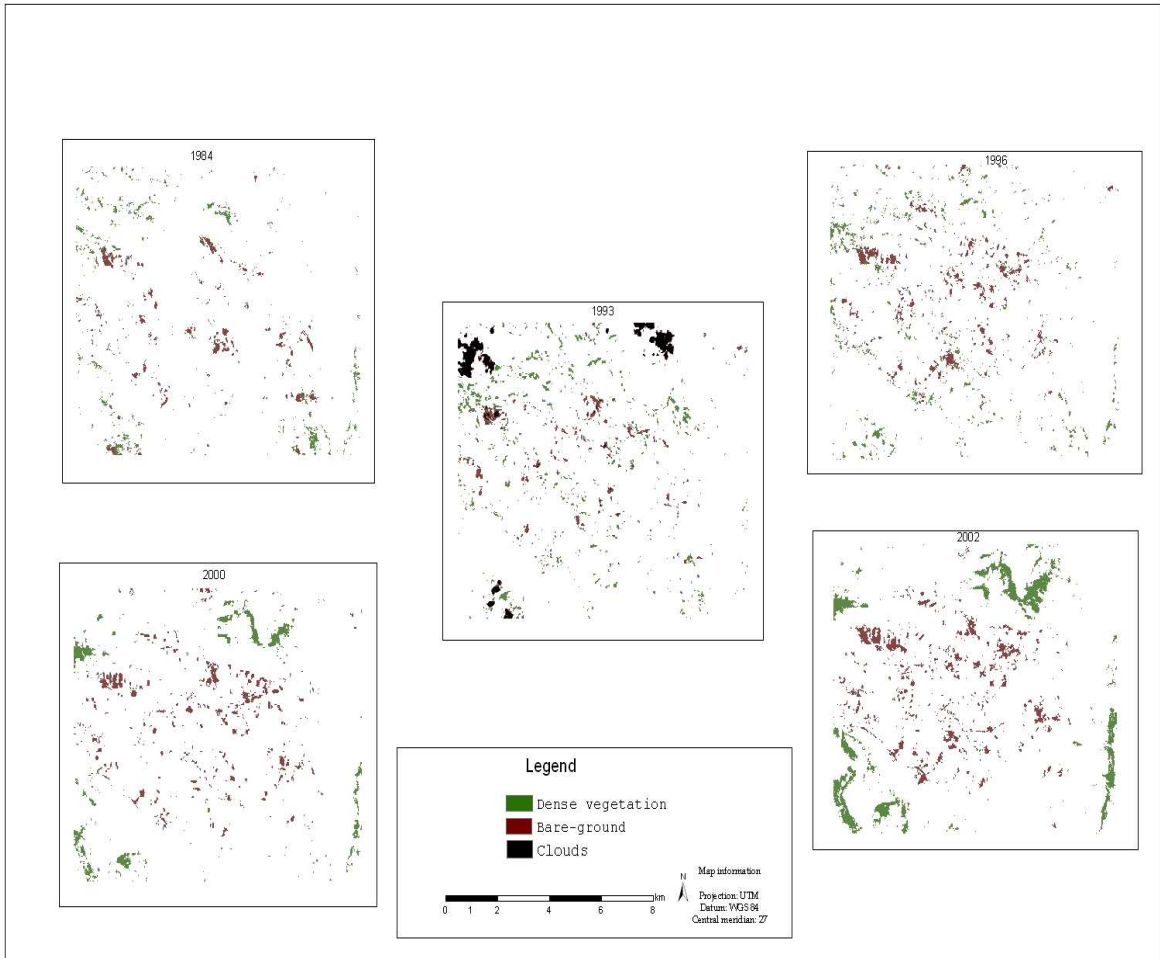 1984
1996
1993
2000
2002
Legend
Dense vegetation
Bare-ground
Clouds
N
Map information
Projection: UTM
Datum: WGS 84
Central meridian: 27
km
0 1 2 4 6 8